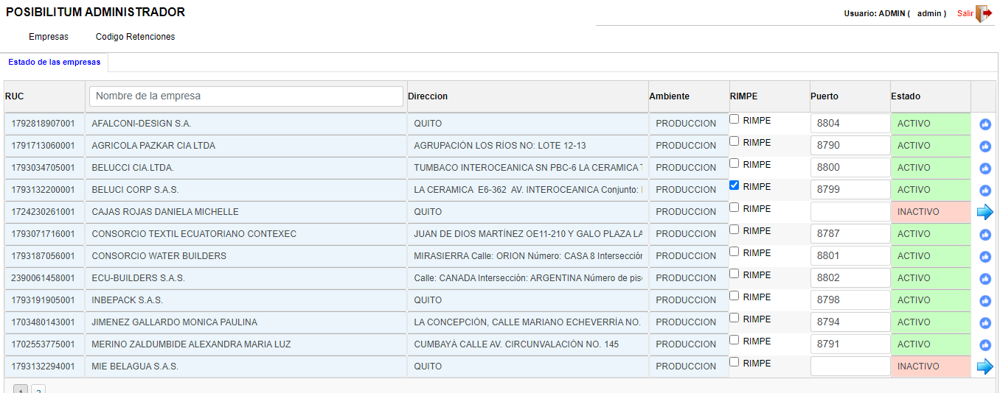 POSIBILITUM ADMINISTRADOR
Usuario: ADMIN ( admin ) Salir
Empresas Codigo Retenciones
Estado de las empresas
RUC Nombre de la empresa Direccion Ambiente RIMPE Puerto Estado
1792818907001 AFALCONI-DESIGN S.A. QUITO PRODUCCION RIMPE 8804 ACTIVO
1791713060001 AGRICOLA PAZKAR CIA LTDA AGRUPACIÓN LOS RÍOS NO: LOTE 12-13 PRODUCCION RIMPE 8790 ACTIVO
1793034705001 BELUCCI CIA.LTDA. TUMBACO INTEROCEANICA SN PBC-6 LA CERAMICA PRODUCCION RIMPE 8800 ACTIVO
1793132200001 BELUCI CORP S.A.S. LA CERAMICA E6-362 AV. INTEROCEANICA Conjunto: PRODUCCION RIMPE 8799 ACTIVO
1724230261001 CAJAS ROJAS DANIELA MICHELLE QUITO PRODUCCION RIMPE INACTIVO
1793071716001 CONSORCIO TEXTIL ECUATORIANO CONTEXEC JUAN DE DIOS MARTÍNEZ OE11-210 Y GALO PLAZA LA PRODUCCION RIMPE 8787 ACTIVO
1793187056001 CONSORCIO WATER BUILDERS MIRASIERRA Calle: ORION Número: CASA 8 Intersección PRODUCCION RIMPE 8801 ACTIVO
2390061458001 ECU-BUILDERS S.A.S. Calle: CANADA Intersección: ARGENTINA Número de pis PRODUCCION RIMPE 8802 ACTIVO
1793191905001 INBEPACK S.A.S. QUITO PRODUCCION RIMPE 8798 ACTIVO
1703480143001 JIMENEZ GALLARDO MONICA PAULINA LA CONCEPCIÓN, CALLE MARIANO ECHEVERRÍA NO. PRODUCCION RIMPE 8794 ACTIVO
1702553775001 MERINO ZALDUMBIDE ALEXANDRA MARIA LUZ CUMBAYÁ CALLE AV. CIRCUNVALACIÓN NO. 145 PRODUCCION RIMPE 8791 ACTIVO
1793132294001 MIE BELAGUA S.A.S. QUITO PRODUCCION RIMPE INACTIVO
1 2